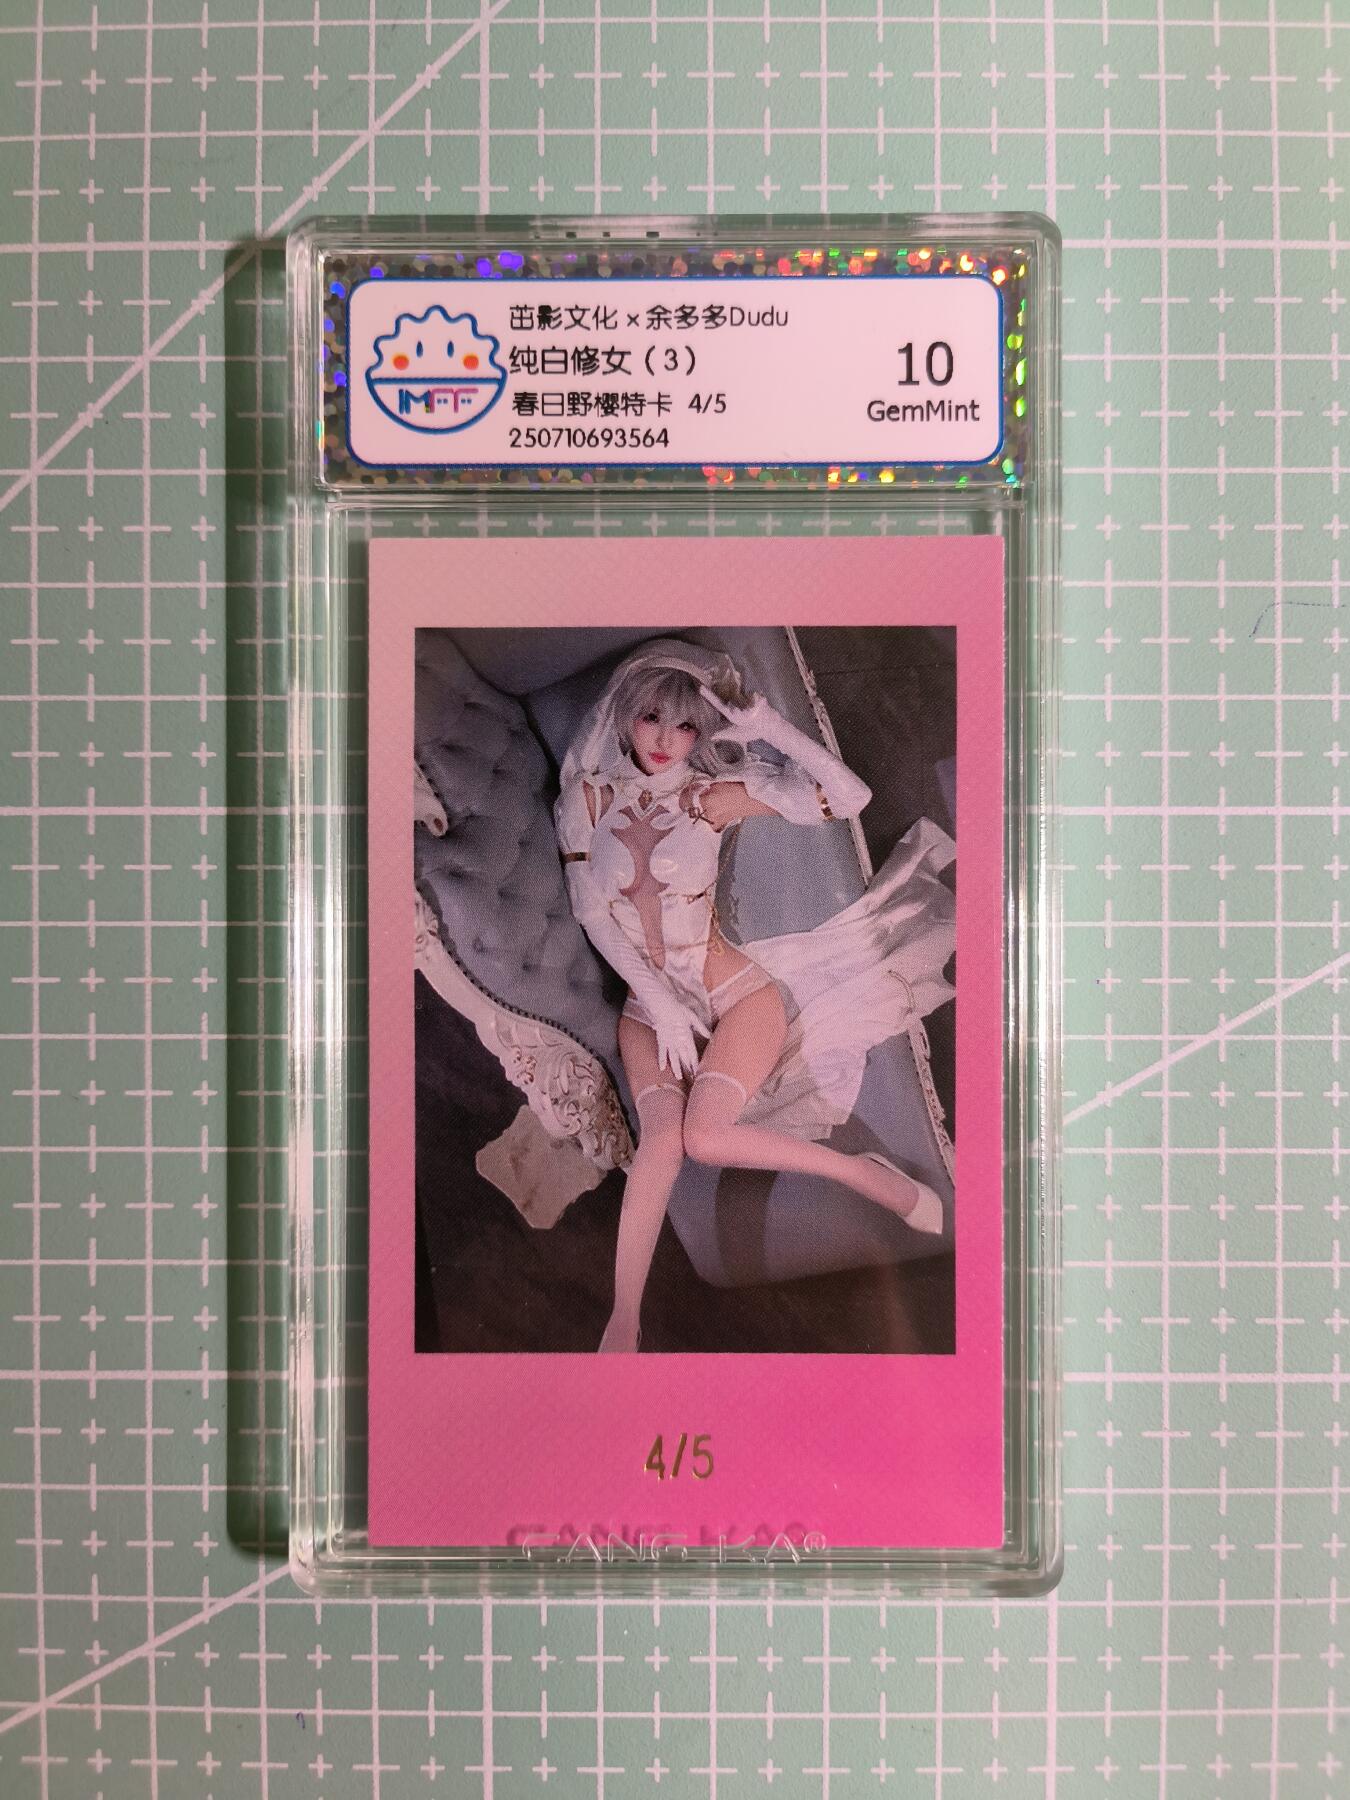 茁影文化×余多多Dudu
纯白修女（3）
春日野樱特卡 4/5
250710693564
10
GemMint
IMFF
4/5
CANG KA®